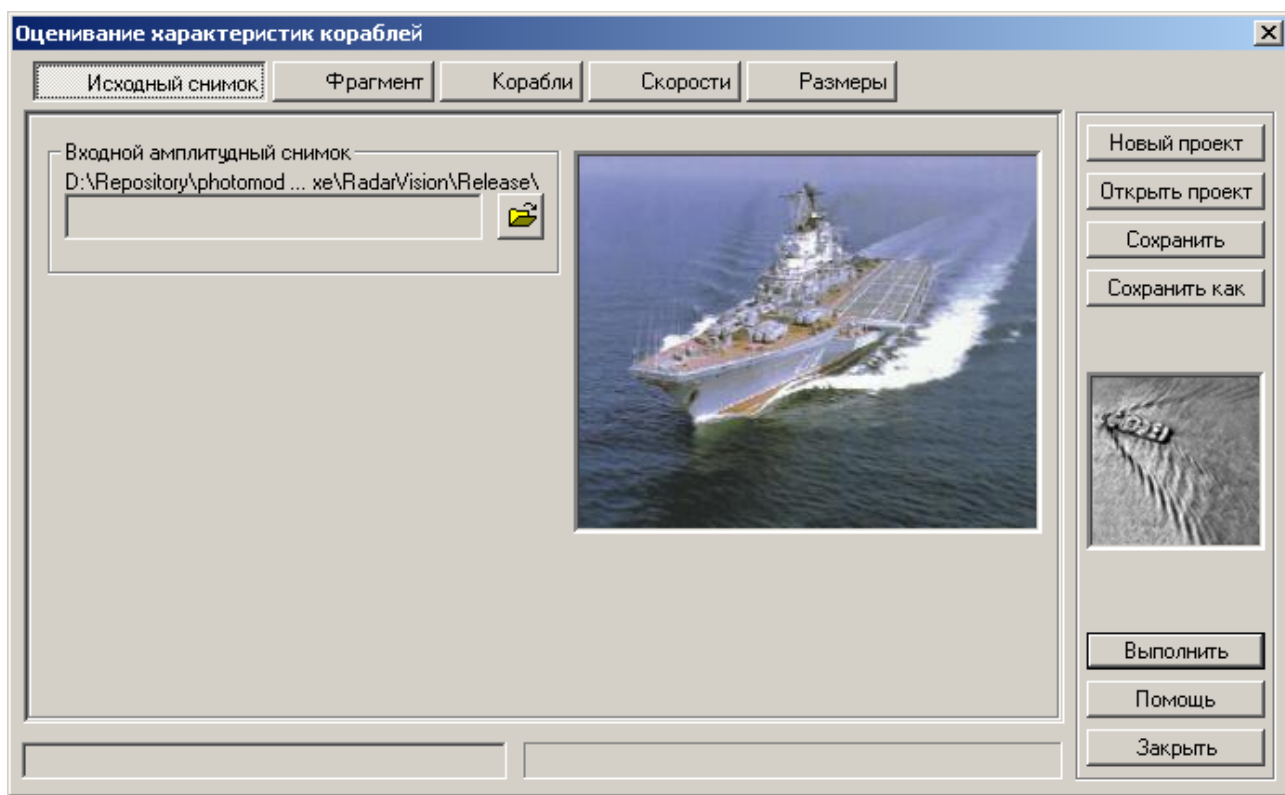 Оценивание характеристик кораблей
Исходный снимок
Фрагмент
Корабли
Скорости
Размеры
Входной амплитудный снимок
D:\Repository\photomod ... xe\RadarVision\Release\
Новый проект
Открыть проект
Сохранить
Сохранить как
Выполнить
Помощь
Закрыть